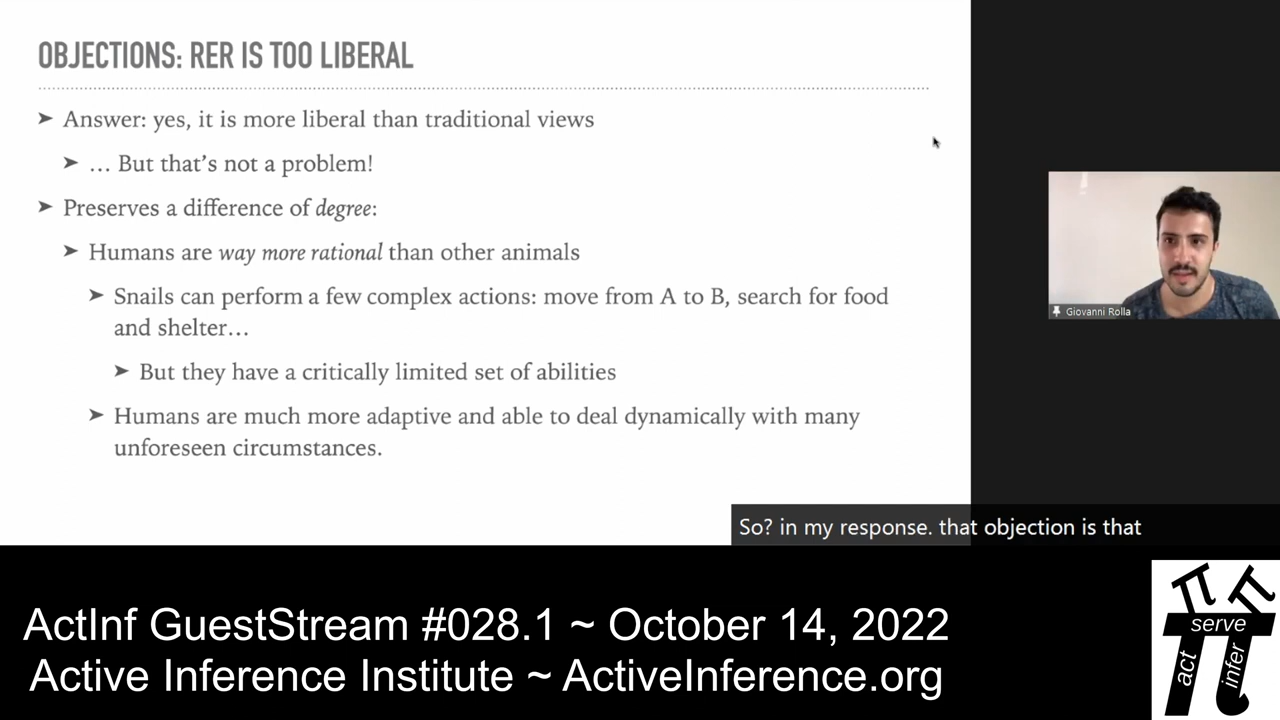 OBJECTIONS: RER IS TOO LIBERAL
➤ Answer: yes, it is more liberal than traditional views
➤ … But that’s not a problem!
➤ Preserves a difference of degree:
➤ Humans are way more rational than other animals
➤ Snails can perform a few complex actions: move from A to B, search for food
and shelter…
➤ But they have a critically limited set of abilities
➤ Humans are much more adaptive and able to deal dynamically with many
unforeseen circumstances.
Giovanni Rolla
So? in my response. that objection is that
ActInf GuestStream #028.1 ~ October 14, 2022
Active Inference Institute ~ ActiveInference.org
serve
act
infer